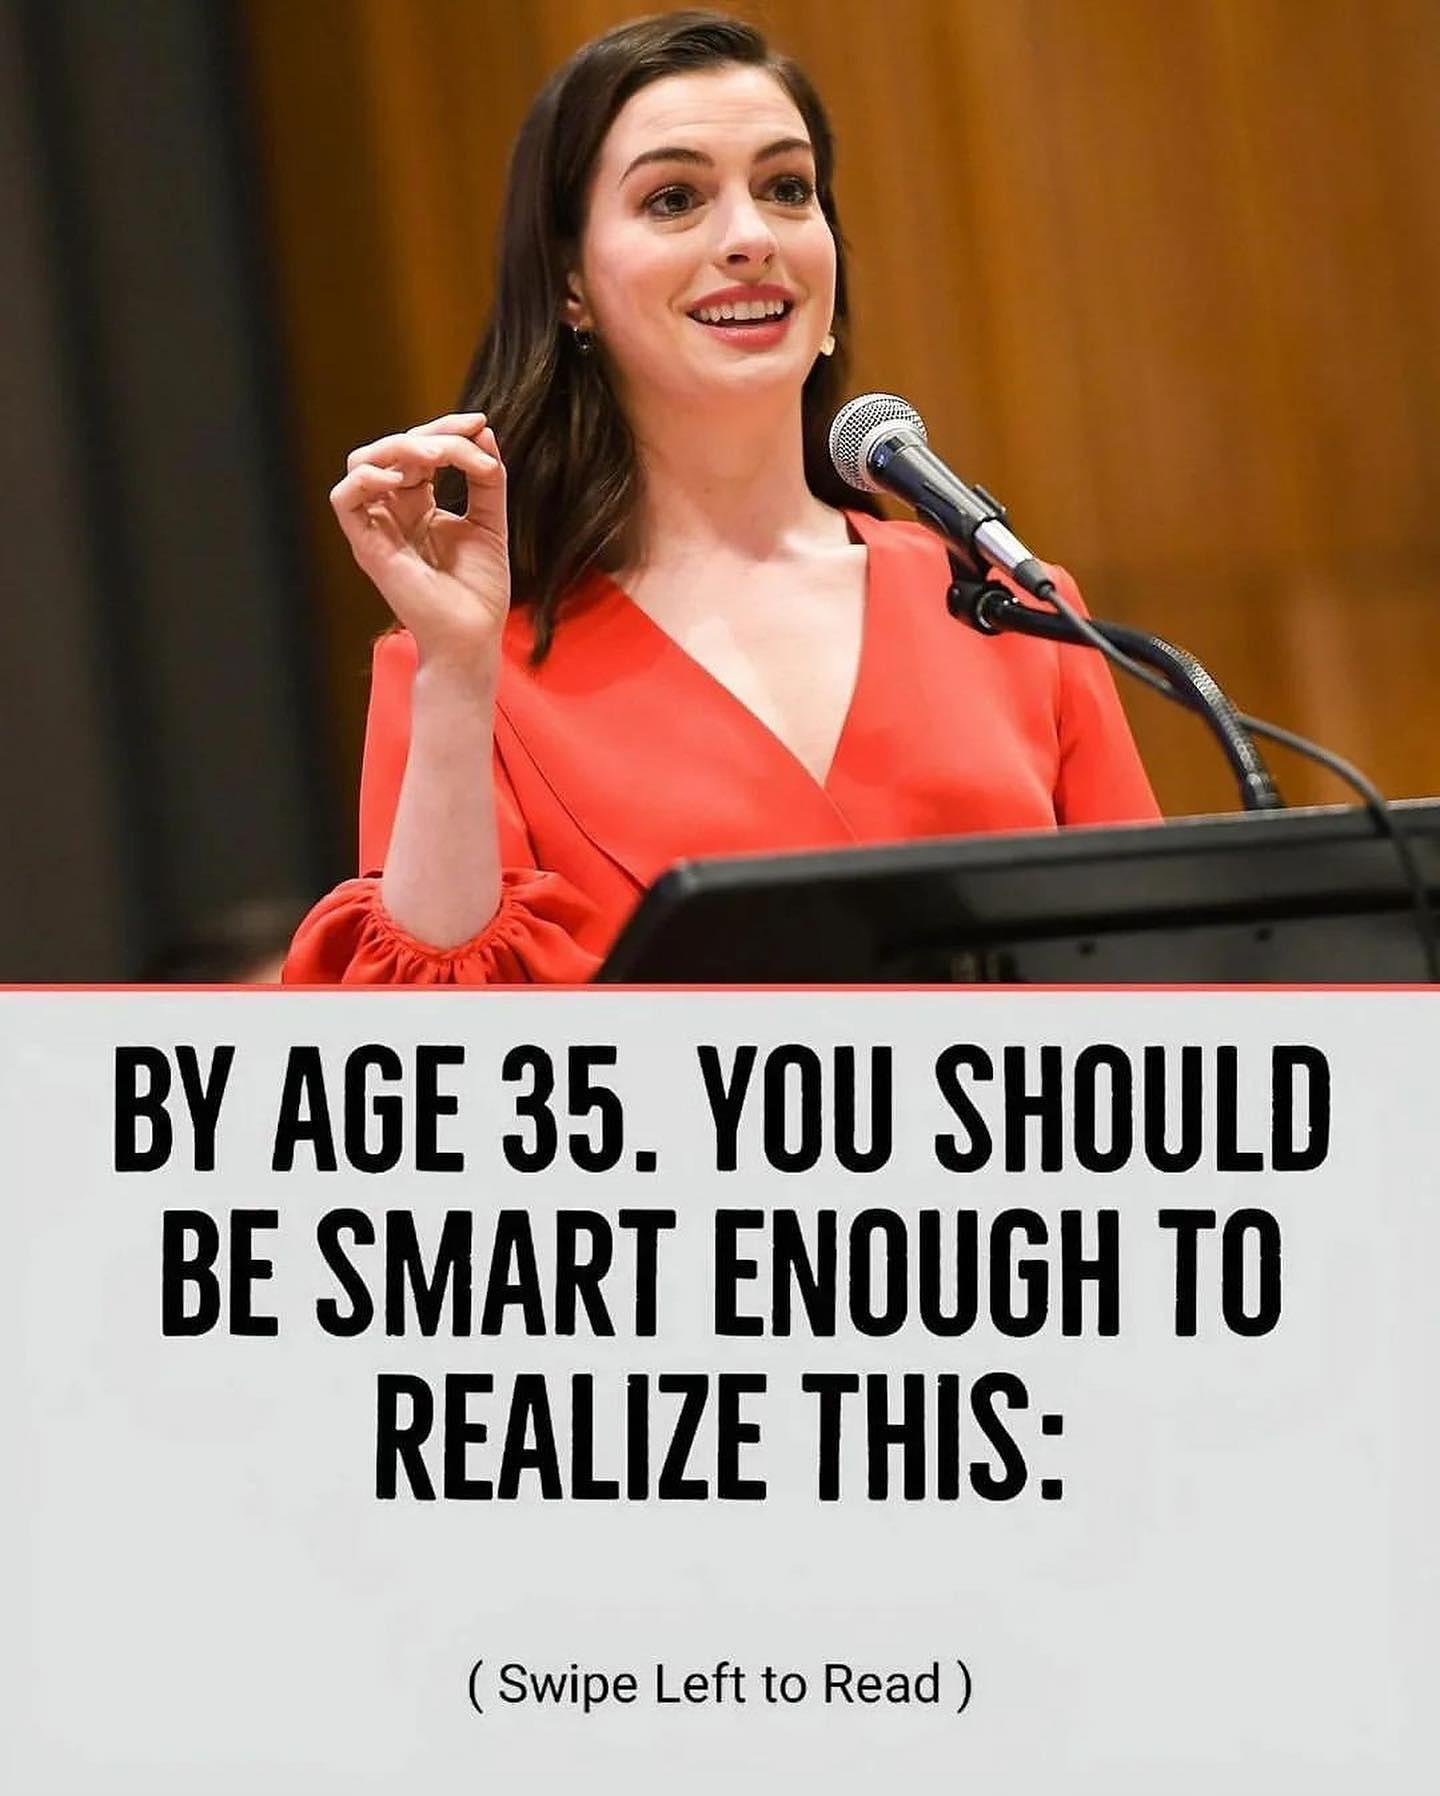 BY AGE 35. YOU SHOULD
BE SMART ENOUGH TO
REALIZE THIS:
( Swipe Left to Read )